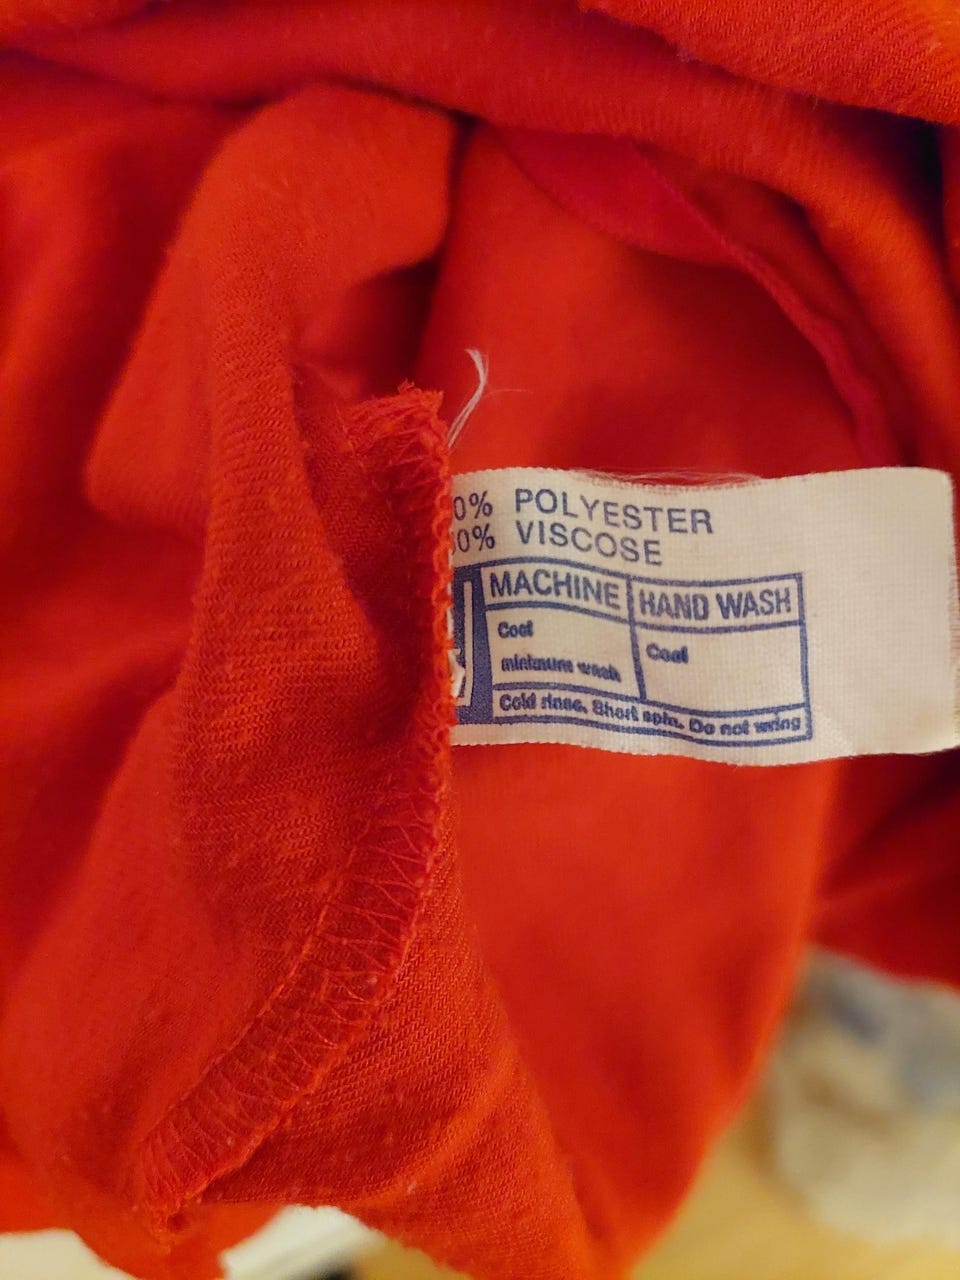 0% POLYESTER
0% VISCOSE
MACHINE HAND WASH
Cool
minimum wash
Cool
Cold rinse. Short spin. Do not wring